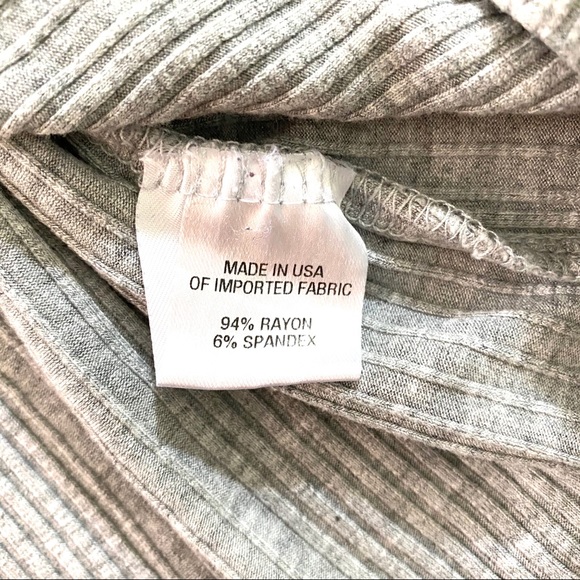 MADE IN USA
OF IMPORTED FABRIC
94% RAYON
6% SPANDEX